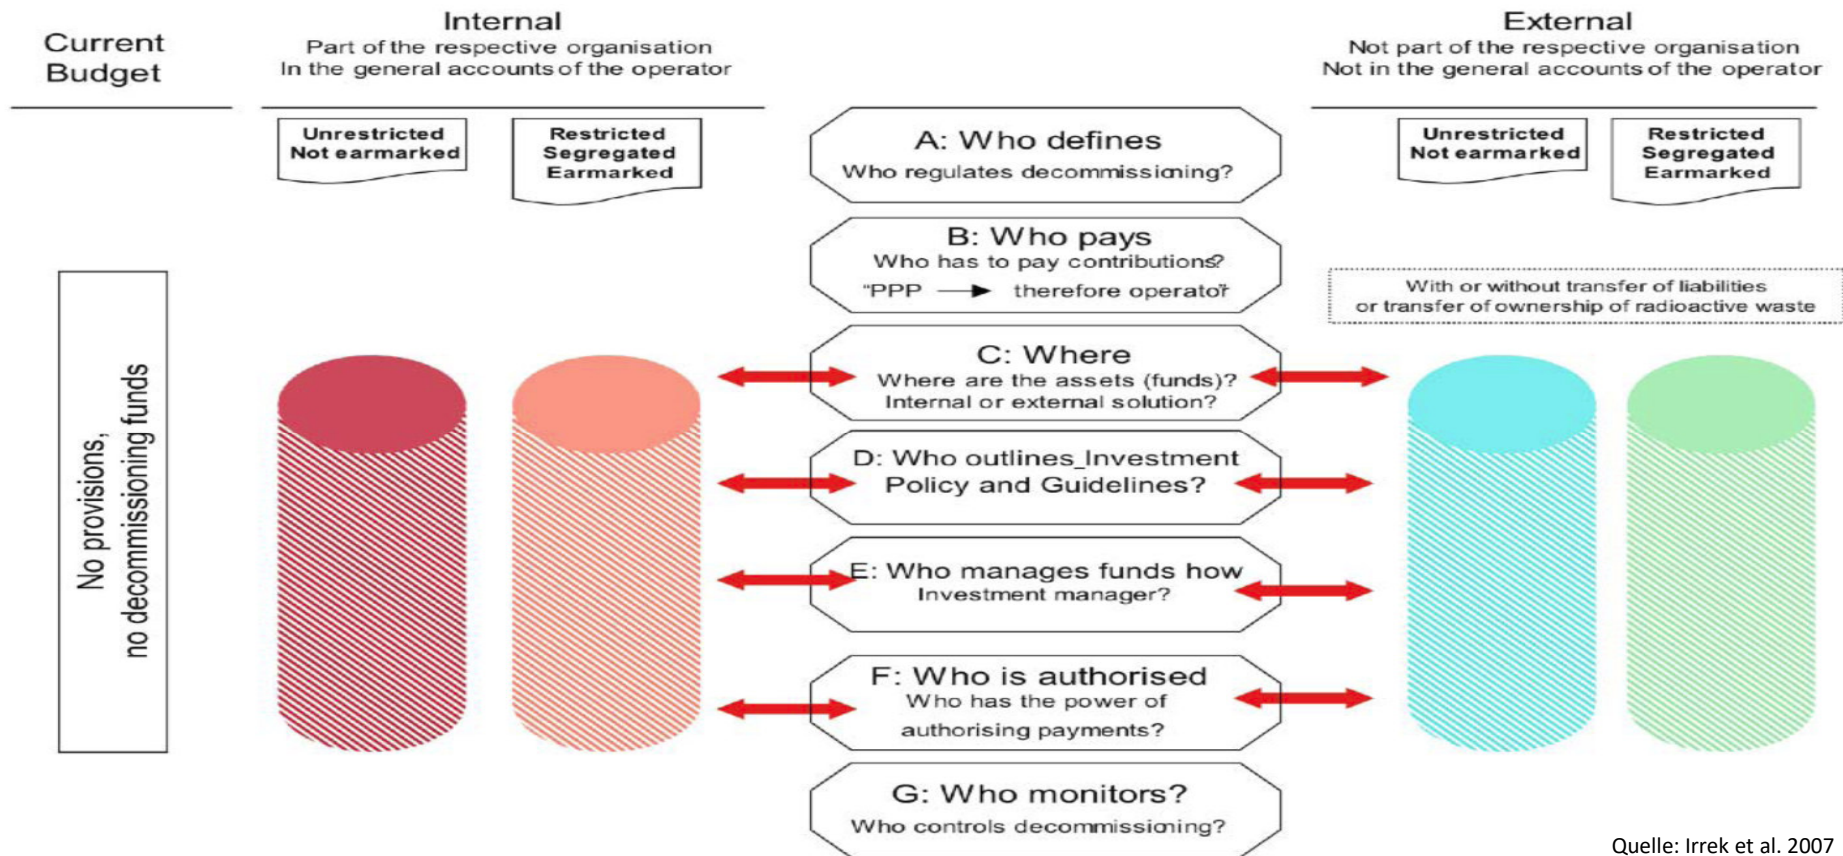 Current
Budget
Internal
Part of the respective organisation
In the general accounts of the operator
External
Not part of the respective organisation
Not in the general accounts of the operator
Unrestricted
Not earmarked
Restricted
Segregated
Earmarked
A: Who defines
Who regulates decommissioning?
Unrestricted
Not earmarked
Restricted
Segregated
Earmarked
B: Who pays
Who has to pay contributions?
"PPP → therefore operator"
With or without transfer of liabilities
or transfer of ownership of radioactive waste
No provisions,
no decommissioning funds
C: Where
Where are the assets (funds)?
Internal or external solution?
D: Who outlines_Investment
Policy and Guidelines?
E: Who manages funds how
Investment manager?
F: Who is authorised
Who has the power of
authorising payments?
G: Who monitors?
Who controls decommissioning?
Quelle: Irrek et al. 2007